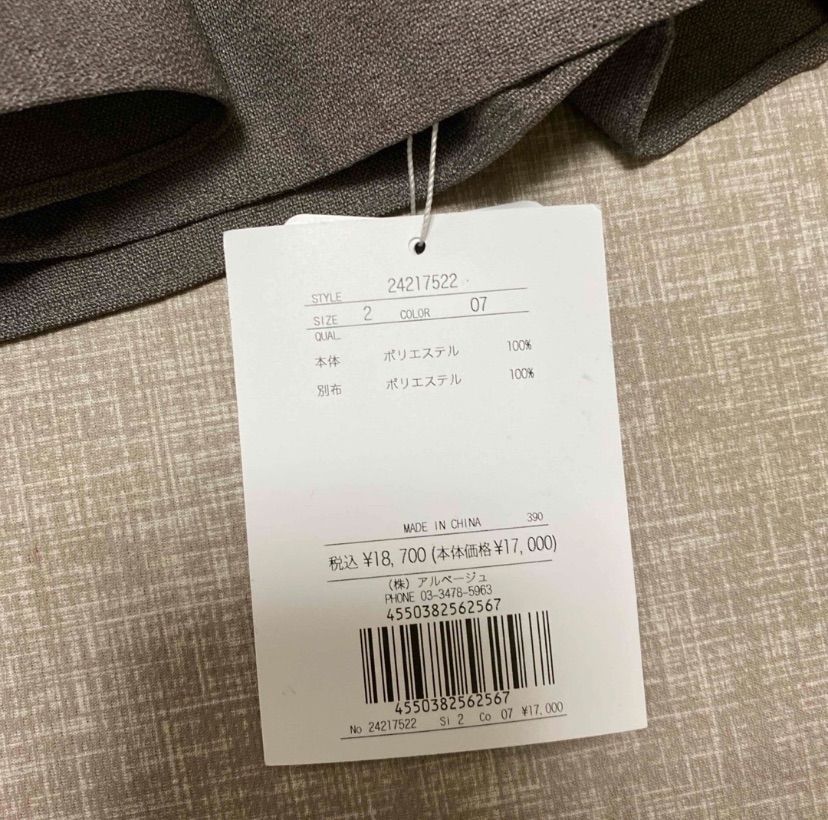 STYLE 24217522
SIZE 2 COLOR 07
QUAL.
本体 ポリエステル 100%
別布 ポリエステル 100%
MADE IN CHINA 390
税込 ¥18,700 (本体価格¥17,000)
(株) アルページュ
PHONE 03-3478-5963
4550382562567
4550382562567
No 24217522 Si 2 Co 07 ¥17,000